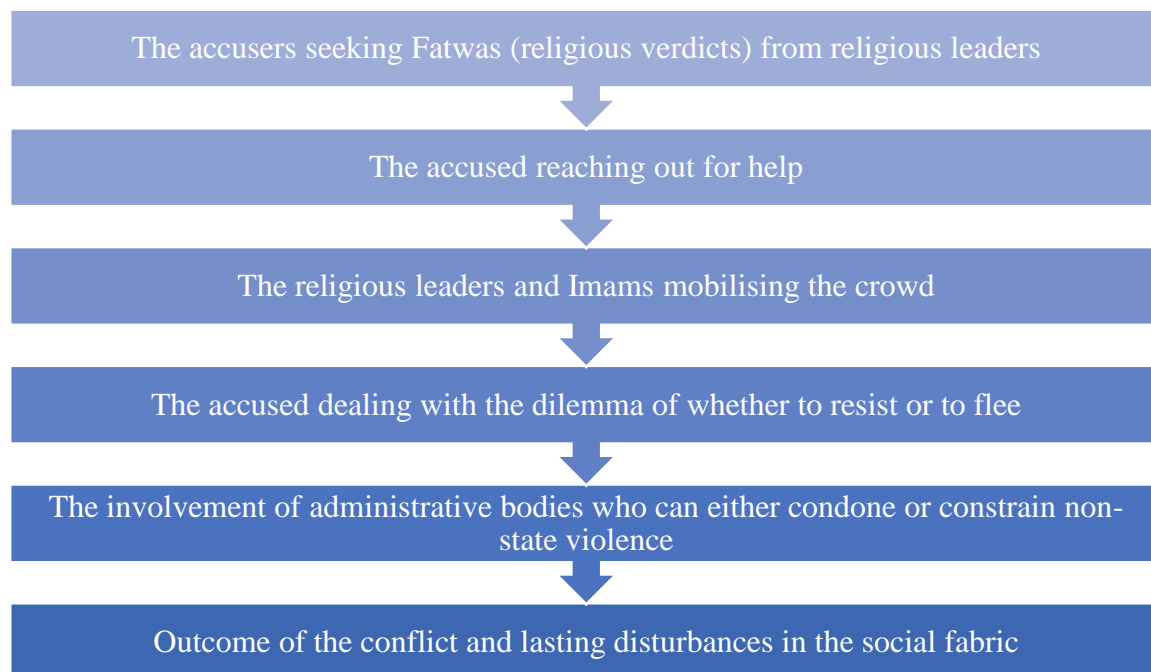 The accusers seeking Fatwas (religious verdicts) from religious leaders
The accused reaching out for help
The religious leaders and Imams mobilising the crowd
The accused dealing with the dilemma of whether to resist or to flee
The involvement of administrative bodies who can either condone or constrain non-
state violence
Outcome of the conflict and lasting disturbances in the social fabric